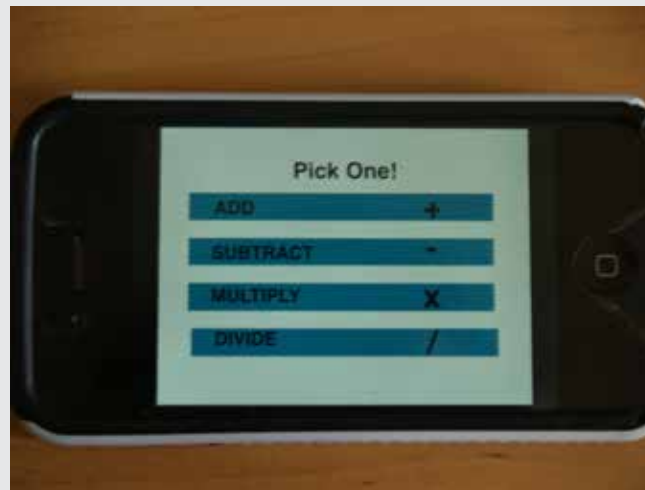 Pick One!
ADD +
SUBTRACT -
MULTIPLY X
DIVIDE /